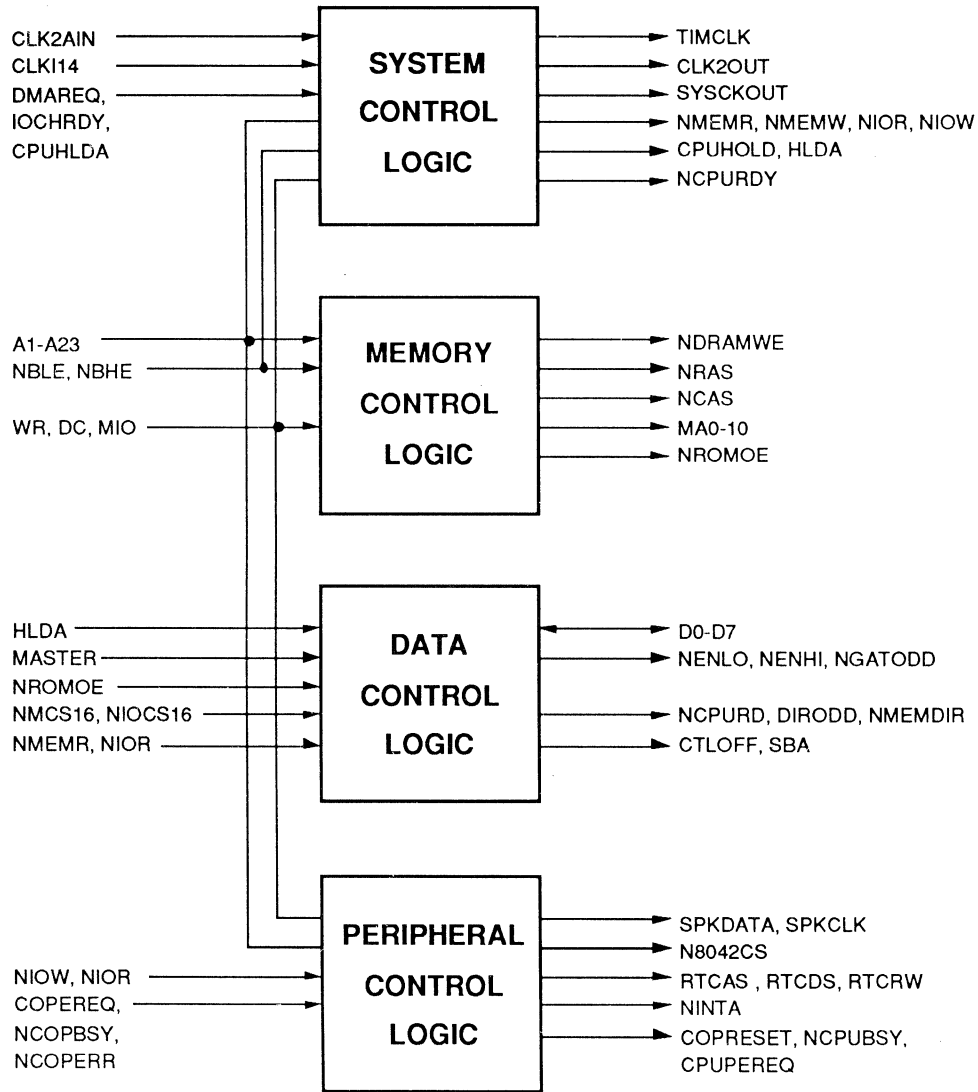 CLK2AIN
CLKI14
DMAREQ,
IOCHRDY,
CPUHLDA
SYSTEM
CONTROL
LOGIC
TIMCLK
CLK2OUT
SYSCKOUT
NMEMR, NMEMW, NIOR, NIOW
CPUHOLD, HLDA
NCPURDY
A1-A23
NBLE, NBHE
WR, DC, MIO
MEMORY
CONTROL
LOGIC
NDRAMWE
NRAS
NCAS
MA0-10
NROMOE
HLDA
MASTER
NROMOE
NMCS16, NIOCS16
NMEMR, NIOR
DATA
CONTROL
LOGIC
D0-D7
NENLO, NENHI, NGATODD
NCPURD, DIRODD, NMEMDIR
CTLOFF, SBA
NIOW, NIOR
COPEREQ,
NCOPBSY,
NCOPERR
PERIPHERAL
CONTROL
LOGIC
SPKDATA, SPKCLK
N8042CS
RTCAS , RTCDS, RTCRW
NINTA
COPRESET, NCPUBSY,
CPUPEREQ